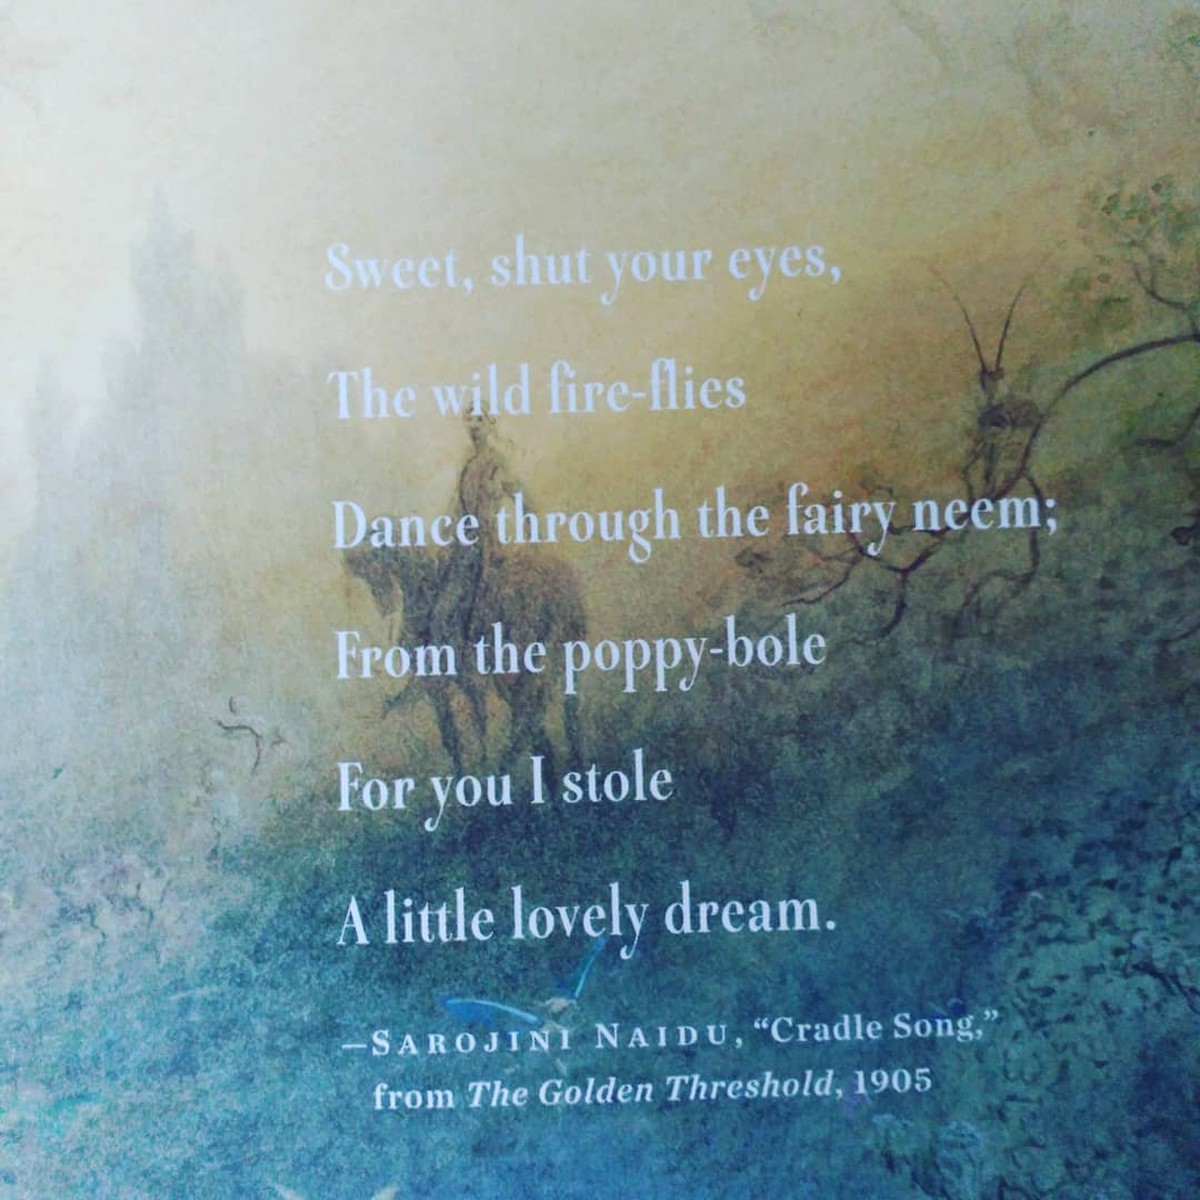 Sweet, shut your eyes,
The wild fire-flies
Dance through the fairy neem;
From the poppy-bole
For you I stole
A little lovely dream.
—SAROJINI NAIDU, “Cradle Song,”
from The Golden Threshold, 1905